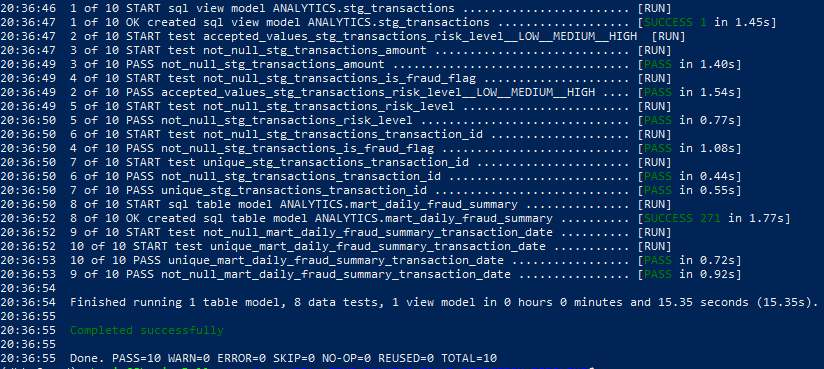 20:36:46 1 of 10 START sql view model ANALYTICS.stg_transactions ......................... [RUN]
20:36:47 1 of 10 OK created sql view model ANALYTICS.stg_transactions .................... [SUCCESS 1 in 1.45s]
20:36:47 2 of 10 START test accepted_values_stg_transactions_risk_level__LOW__MEDIUM__HIGH [RUN]
20:36:47 3 of 10 START test not_null_stg_transactions_amount ............................. [RUN]
20:36:49 3 of 10 PASS not_null_stg_transactions_amount ................................... [PASS in 1.40s]
20:36:49 4 of 10 START test not_null_stg_transactions_is_fraud_flag ...................... [RUN]
20:36:49 2 of 10 PASS accepted_values_stg_transactions_risk_level__LOW__MEDIUM__HIGH .... [PASS in 1.54s]
20:36:49 5 of 10 START test not_null_stg_transactions_risk_level ......................... [RUN]
20:36:50 5 of 10 PASS not_null_stg_transactions_risk_level ............................... [PASS in 0.77s]
20:36:50 6 of 10 START test not_null_stg_transactions_transaction_id ..................... [RUN]
20:36:50 4 of 10 PASS not_null_stg_transactions_is_fraud_flag ............................ [PASS in 1.08s]
20:36:50 7 of 10 START test unique_stg_transactions_transaction_id ....................... [RUN]
20:36:50 6 of 10 PASS not_null_stg_transactions_transaction_id ........................... [PASS in 0.44s]
20:36:50 7 of 10 PASS unique_stg_transactions_transaction_id ............................. [PASS in 0.55s]
20:36:50 8 of 10 START sql table model ANALYTICS.mart_daily_fraud_summary ................ [RUN]
20:36:52 8 of 10 OK created sql table model ANALYTICS.mart_daily_fraud_summary ........... [SUCCESS 271 in 1.77s]
20:36:52 9 of 10 START test not_null_mart_daily_fraud_summary_transaction_date ........... [RUN]
20:36:52 10 of 10 START test unique_mart_daily_fraud_summary_transaction_date ............ [RUN]
20:36:53 10 of 10 PASS unique_mart_daily_fraud_summary_transaction_date .................. [PASS in 0.72s]
20:36:53 9 of 10 PASS not_null_mart_daily_fraud_summary_transaction_date ................. [PASS in 0.92s]
20:36:54
20:36:54 Finished running 1 table model, 8 data tests, 1 view model in 0 hours 0 minutes and 15.35 seconds (15.35s).
20:36:55
20:36:55 Completed successfully
20:36:55
20:36:55 Done. PASS=10 WARN=0 ERROR=0 SKIP=0 NO-OP=0 REUSED=0 TOTAL=10